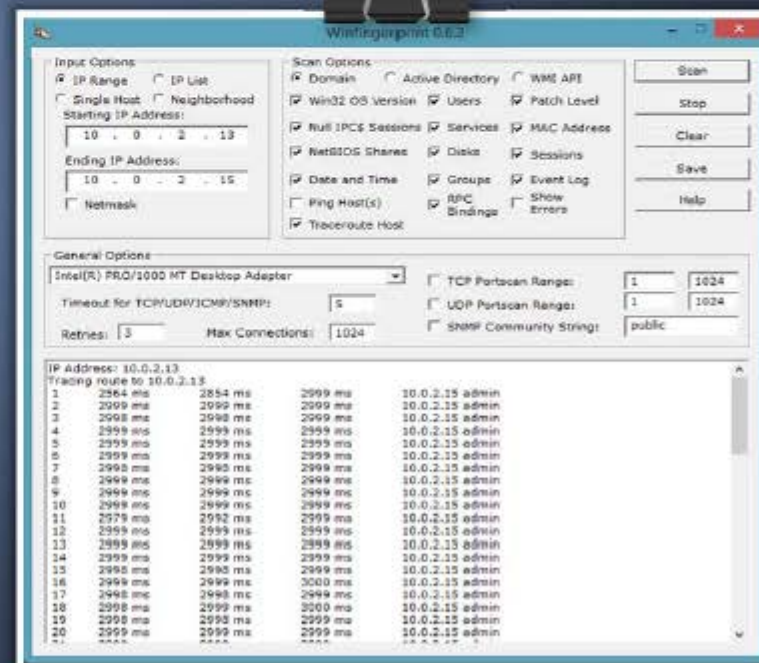 Winfingerprint 0.6.2
Input Options
IP Range IP List
Single Host Neighborhood
Starting IP Address:
10 . 0 . 2 . 13
Ending IP Address:
10 . 0 . 2 . 15
Netmask
Scan Options
Domain Active Directory WMI API
Win32 OS Version Users Patch Level
Null IPC$ Sessions Services MAC Address
NetBIOS Shares Disks Sessions
Date and Time Groups Event Log
Ping Host(s) RPC Bindings Show Errors
Traceroute Host
Scan
Stop
Clear
Save
Help
General Options
Intel(R) PRO/1000 MT Desktop Adapter
Timeout for TCP/UDP/ICMP/SNMP: 5
Retries: 3 Max Connections: 1024
TCP Portscan Range: 1 1024
UDP Portscan Range: 1 1024
SNMP Community String: public
IP Address: 10.0.2.13
Tracing route to 10.0.2.13
1 2564 ms 2854 ms 2999 ms 10.0.2.15 admin
2 2999 ms 2999 ms 2999 ms 10.0.2.15 admin
3 2998 ms 2998 ms 2999 ms 10.0.2.15 admin
4 2999 ms 2999 ms 2999 ms 10.0.2.15 admin
5 2999 ms 2999 ms 2999 ms 10.0.2.15 admin
6 2998 ms 2999 ms 2999 ms 10.0.2.15 admin
7 2998 ms 2998 ms 2999 ms 10.0.2.15 admin
8 2999 ms 2999 ms 2999 ms 10.0.2.15 admin
9 2999 ms 2999 ms 2999 ms 10.0.2.15 admin
10 2999 ms 2999 ms 2999 ms 10.0.2.15 admin
11 2979 ms 2992 ms 2999 ms 10.0.2.15 admin
12 2999 ms 2999 ms 2999 ms 10.0.2.15 admin
13 2999 ms 2999 ms 2999 ms 10.0.2.15 admin
14 2999 ms 2999 ms 2999 ms 10.0.2.15 admin
15 2998 ms 2998 ms 2999 ms 10.0.2.15 admin
16 2999 ms 2999 ms 3000 ms 10.0.2.15 admin
17 2998 ms 2998 ms 2999 ms 10.0.2.15 admin
18 2998 ms 2999 ms 3000 ms 10.0.2.15 admin
19 2998 ms 2998 ms 2999 ms 10.0.2.15 admin
20 2999 ms 2999 ms 2999 ms 10.0.2.15 admin